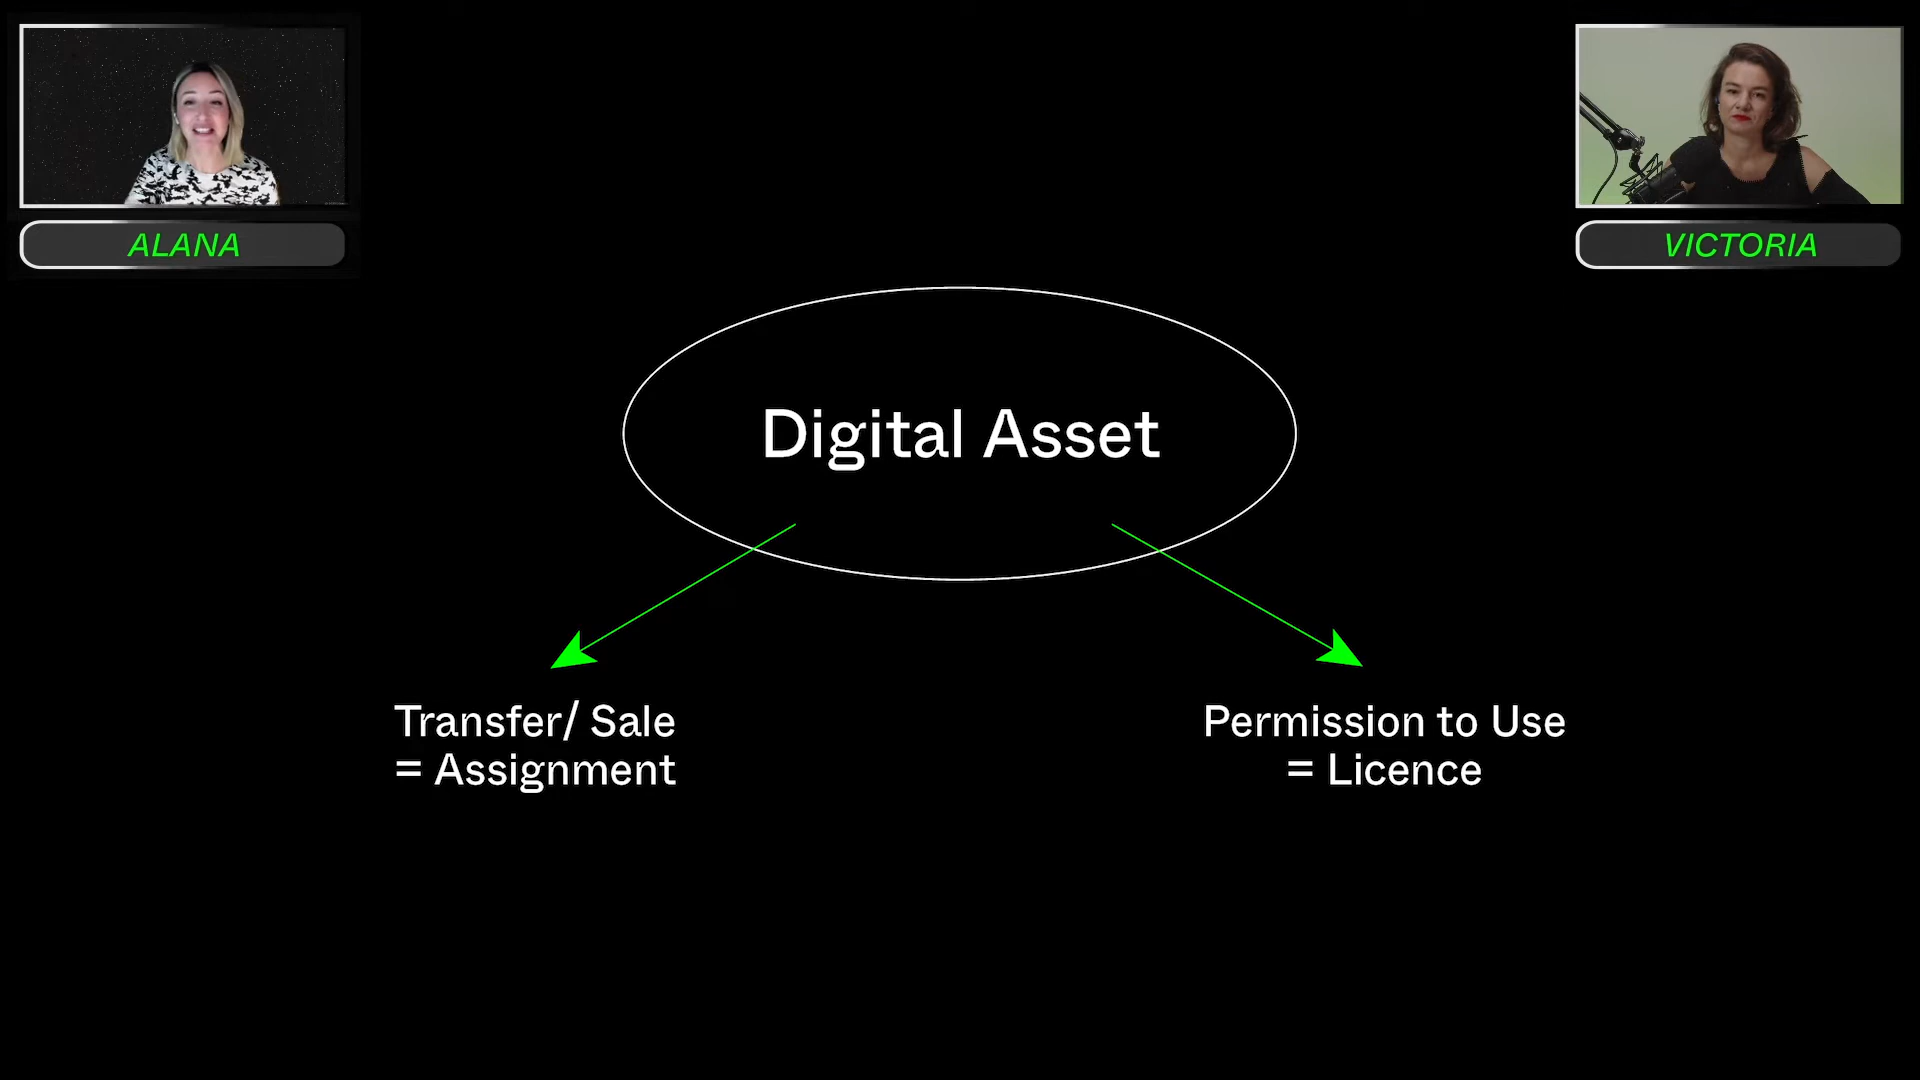 ALANA
VICTORIA
Digital Asset
Transfer/ Sale
= Assignment
Permission to Use
= Licence